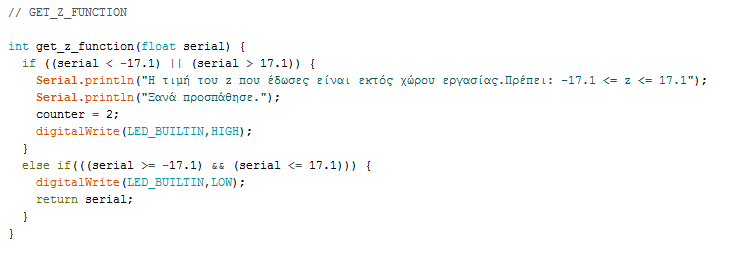 // GET_Z_FUNCTION
int get_z_function(float serial) {
if ((serial < -17.1) || (serial > 17.1)) {
Serial.println("Η τιμή του z που έδωσες είναι εκτός χώρου εργασίας.Πρέπει: -17.1 <= z <= 17.1");
Serial.println("Ξανά προσπάθησε.");
counter = 2;
digitalWrite(LED_BUILTIN,HIGH);
}
else if(((serial >= -17.1) && (serial <= 17.1))) {
digitalWrite(LED_BUILTIN,LOW);
return serial;
}
}